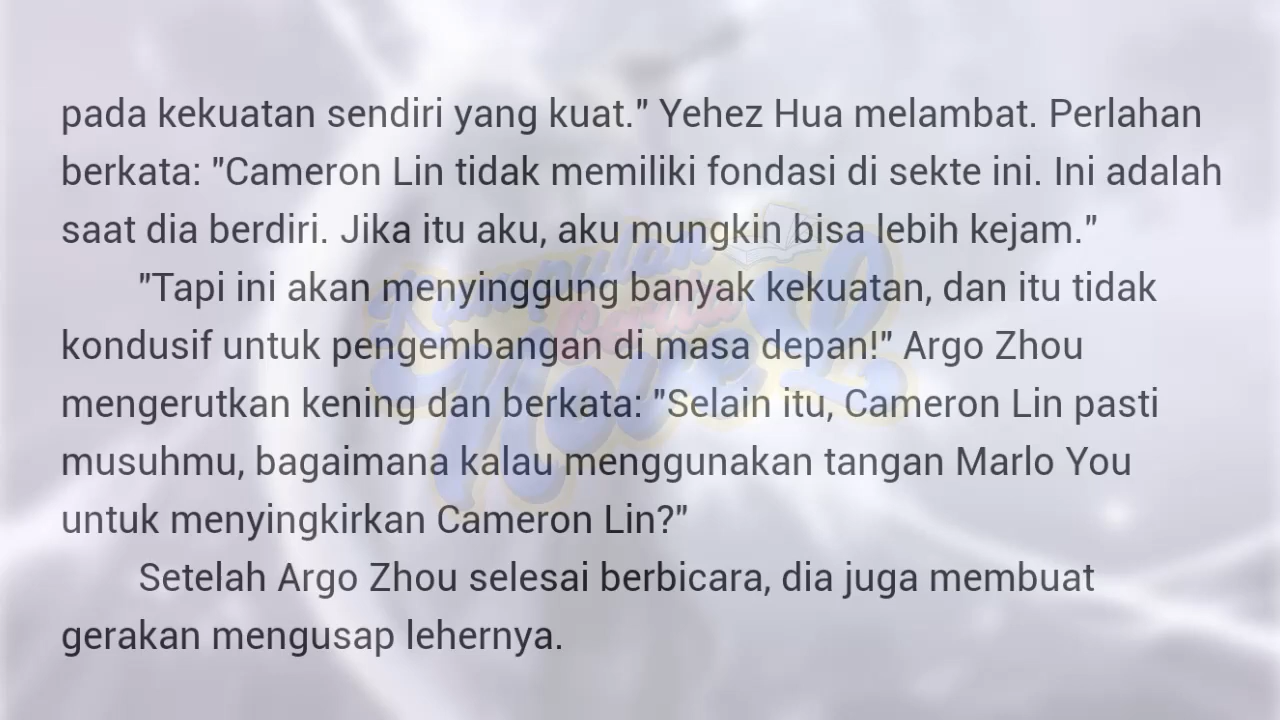 pada kekuatan sendiri yang kuat." Yehez Hua melambat. Perlahan
berkata: "Cameron Lin tidak memiliki fondasi di sekte ini. Ini adalah
saat dia berdiri. Jika itu aku, aku mungkin bisa lebih kejam."
"Tapi ini akan menyinggung banyak kekuatan, dan itu tidak
kondusif untuk pengembangan di masa depan!" Argo Zhou
mengerutkan kening dan berkata: "Selain itu, Cameron Lin pasti
musuhmu, bagaimana kalau menggunakan tangan Marlo You
untuk menyingkirkan Cameron Lin?"
Setelah Argo Zhou selesai berbicara, dia juga membuat
gerakan mengusap lehernya.
Kumpulan
Cerita
Novel